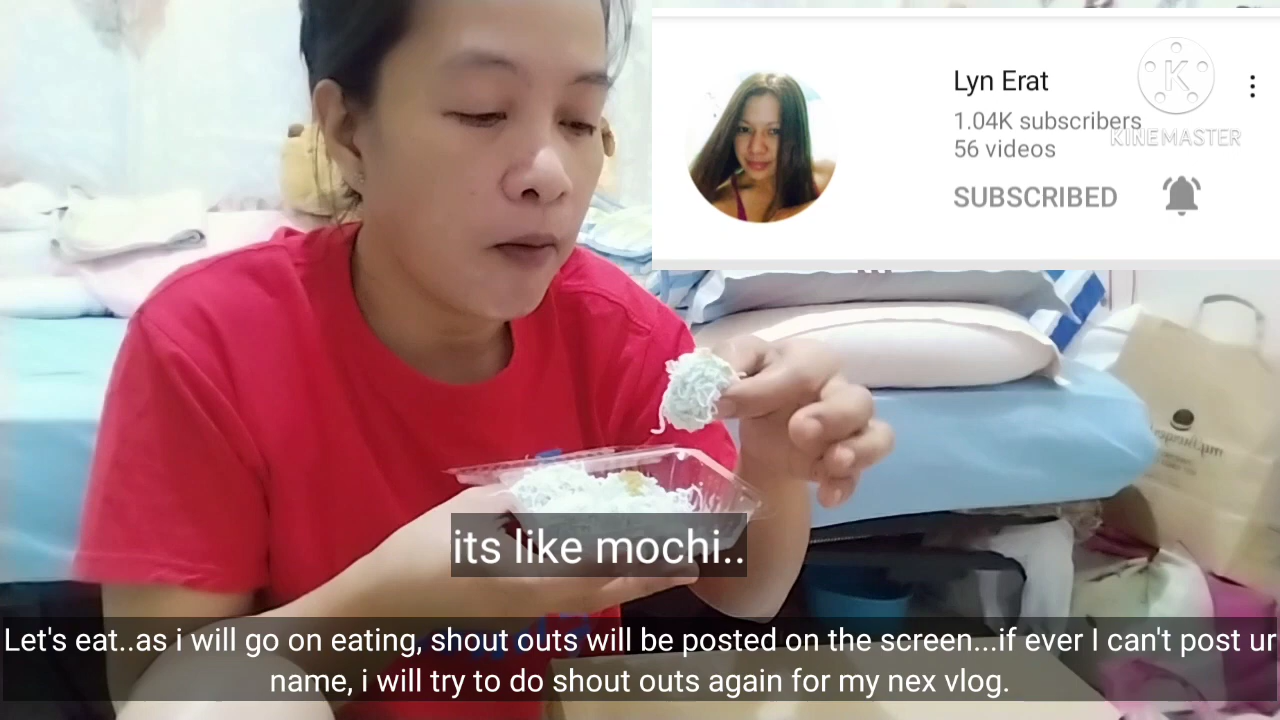 Lyn Erat
1.04K subscribers
56 videos
SUBSCRIBED
K
KINEMASTER
its like mochi..
Let's eat..as i will go on eating, shout outs will be posted on the screen...if ever I can't post ur
name, i will try to do shout outs again for my nex vlog.